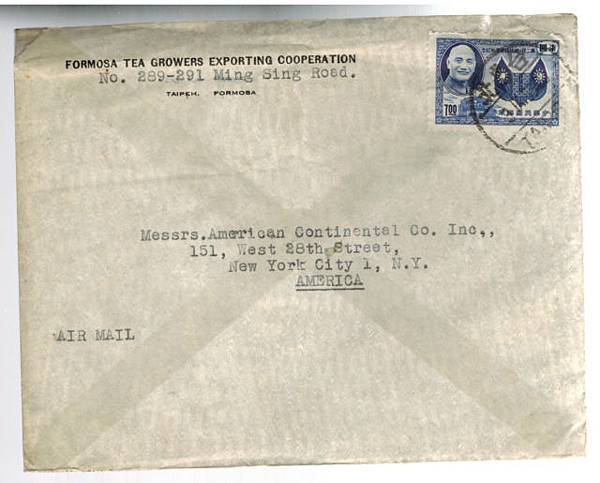 FORMOSA TEA GROWERS EXPORTING COOPERATION
No. 289-291 Ming Sing Road.
TAIPEH, FORMOSA
7.00
Messrs.American Continental Co. Inc,,
151, West 28th Street,
New York City 1, N.Y.
AMERICA
AIR MAIL